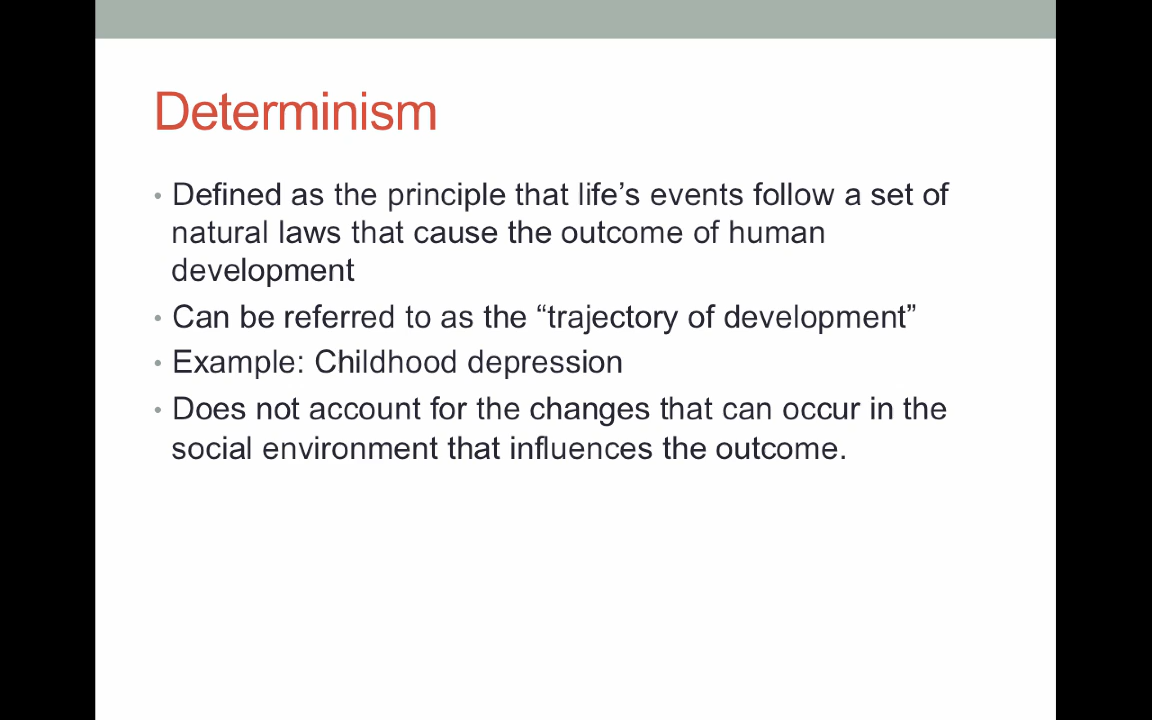 Determinism
• Defined as the principle that life’s events follow a set of
natural laws that cause the outcome of human
development
• Can be referred to as the “trajectory of development”
• Example: Childhood depression
• Does not account for the changes that can occur in the
social environment that influences the outcome.